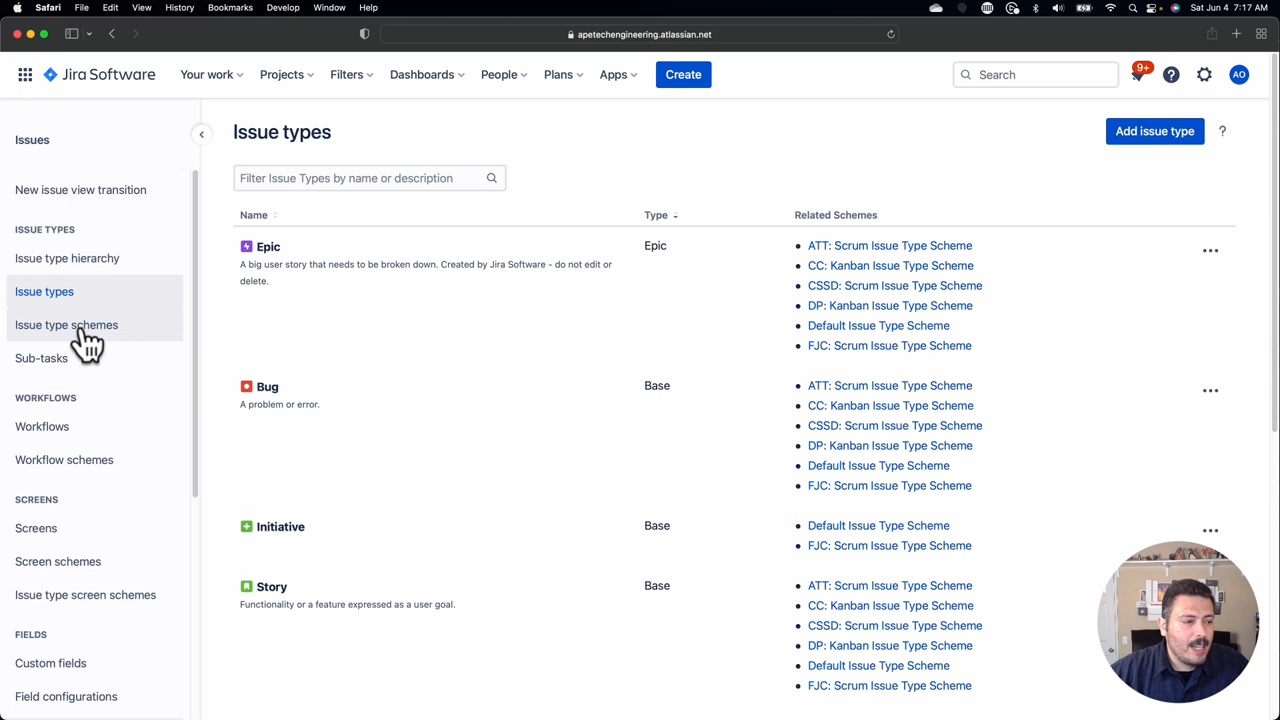 Safari File Edit View History Bookmarks Develop Window Help
Sat Jun 4 7:17 AM
apetechengineering.atlassian.net
Jira Software Your work Projects Filters Dashboards People Plans Apps Create Search 9+ AO
Issues
New issue view transition
ISSUE TYPES
Issue type hierarchy
Issue types
Issue type schemes
Sub-tasks
WORKFLOWS
Workflows
Workflow schemes
SCREENS
Screens
Screen schemes
Issue type screen schemes
FIELDS
Custom fields
Field configurations
Issue types
Add issue type ?
Filter Issue Types by name or description
Name Type Related Schemes
Epic
A big user story that needs to be broken down. Created by Jira Software - do not edit or
delete.
Epic
ATT: Scrum Issue Type Scheme
CC: Kanban Issue Type Scheme
CSSD: Scrum Issue Type Scheme
DP: Kanban Issue Type Scheme
Default Issue Type Scheme
FJC: Scrum Issue Type Scheme
Bug
A problem or error.
Base
ATT: Scrum Issue Type Scheme
CC: Kanban Issue Type Scheme
CSSD: Scrum Issue Type Scheme
DP: Kanban Issue Type Scheme
Default Issue Type Scheme
FJC: Scrum Issue Type Scheme
Initiative
Base
Default Issue Type Scheme
FJC: Scrum Issue Type Scheme
Story
Functionality or a feature expressed as a user goal.
Base
ATT: Scrum Issue Type Scheme
CC: Kanban Issue Type Scheme
CSSD: Scrum Issue Type Scheme
DP: Kanban Issue Type Scheme
Default Issue Type Scheme
FJC: Scrum Issue Type Scheme